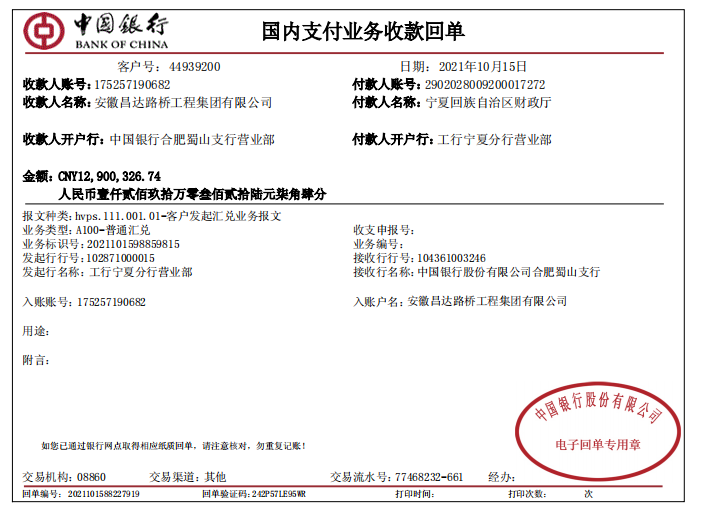 中国银行 国内支付业务收款回单
BANK OF CHINA
客户号：44939200 日期：2021年10月15日
收款人账号：175257190682 付款人账号：29020280092000172​72
收款人名称：安徽昌达路桥工程集团有限公司 付款人名称：宁夏回族自治区财政厅
收款人开户行：中国银行合肥蜀山支行营业部 付款人开户行：工行宁夏分行营业部
金额：CNY12,900,326.74
人民币壹仟贰佰玖拾万零叁佰贰拾陆元柒角肆分
报文种类：hvps.111.001.01-客户发起汇兑业务报文
业务类型：A100-普通汇兑 收支申报号：
业务标识号：2021101598859815 业务编号：
发起行行号：102871000015 接收行行号：104361003246
发起行名称：工行宁夏分行营业部 接收行名称：中国银行股份有限公司合肥蜀山支行
入账账号：175257190682 入账户名：安徽昌达路桥工程集团有限公司
用途：
附言：
中国银行股份有限公司
电子回单专用章
如您已通过银行网点取得相应纸质回单，请注意核对，勿重复记账！
交易机构：08860 交易渠道：其他 交易流水号：77468232-661 经办：
回单编号：2021101588227919 回单验证码：242P57LE95WR 打印时间： 打印次数： 次